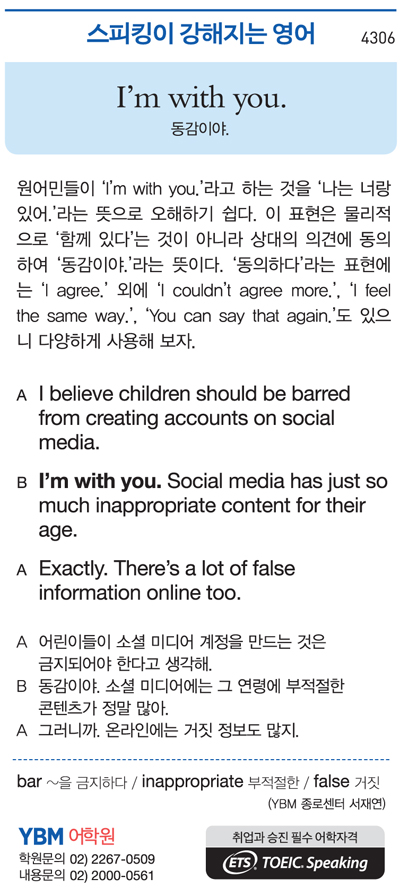 스피킹이 강해지는 영어 4306
I'm with you.
동감이야.
원어민들이 ‘I'm with you.’라고 하는 것을 ‘나는 너랑
있어.’라는 뜻으로 오해하기 쉽다. 이 표현은 물리적
으로 ‘함께 있다’는 것이 아니라 상대의 의견에 동의
하여 ‘동감이야.’라는 뜻이다. ‘동의하다’라는 표현에
는 ‘I agree.’ 외에 ‘I couldn't agree more.’, ‘I feel
the same way.’, ‘You can say that again.’도 있으
니 다양하게 사용해 보자.
A I believe children should be barred
from creating accounts on social
media.
B I'm with you. Social media has just so
much inappropriate content for their
age.
A Exactly. There's a lot of false
information online too.
A 어린이들이 소셜 미디어 계정을 만드는 것은
금지되어야 한다고 생각해.
B 동감이야. 소셜 미디어에는 그 연령에 부적절한
콘텐츠가 정말 많아.
A 그러니까. 온라인에는 거짓 정보도 많지.
bar ~을 금지하다 / inappropriate 부적절한 / false 거짓
(YBM 종로센터 서재연)
YBM 어학원
학원문의 02) 2267-0509
내용문의 02) 2000-0561
취업과 승진 필수 어학자격
ETS TOEIC. Speaking